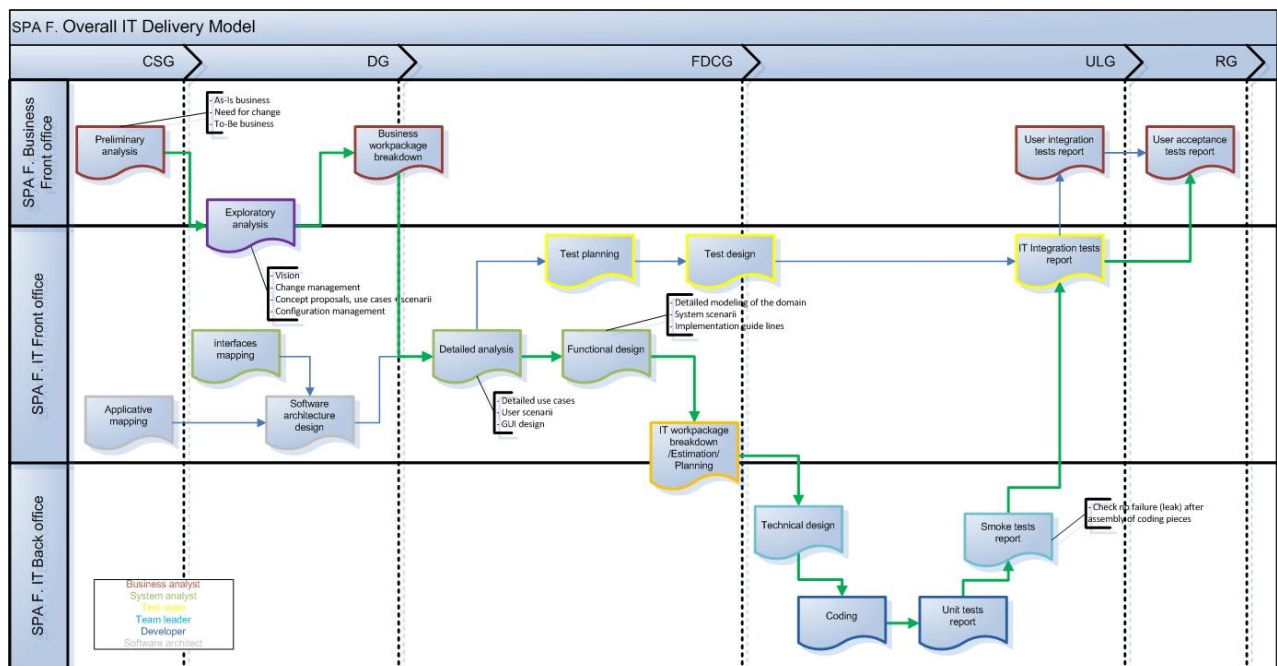 SPA F. Overall IT Delivery Model
CSG
DG
FDCG
ULG
RG
SPA F. Business
Front office
Preliminary
analysis
- As-Is business
- Need for change
- To-Be business
Business
workpackage
breakdown
User integration
tests report
User acceptance
tests report
Exploratory
analysis
SPA F. IT Front office
- Vision
- Change management
- Concept proposals, use cases + scenarii
- Configuration management
Test planning
Test design
IT Integration tests
report
- Detailed modeling of the domain
- System scenarii
- Implementation guide lines
interfaces
mapping
Detailed analysis
Functional design
- Detailed use cases
- User scenarii
- GUI design
Applicative
mapping
Software
architecture
design
IT workpackage
breakdown
/Estimation/
Planning
SPA F. IT Back office
Technical design
Smoke tests
report
- Check no failure (leak) after
assembly of coding pieces
Coding
Unit tests
report
Business analyst
System analyst
Test team
Team leader
Developer
Software architect